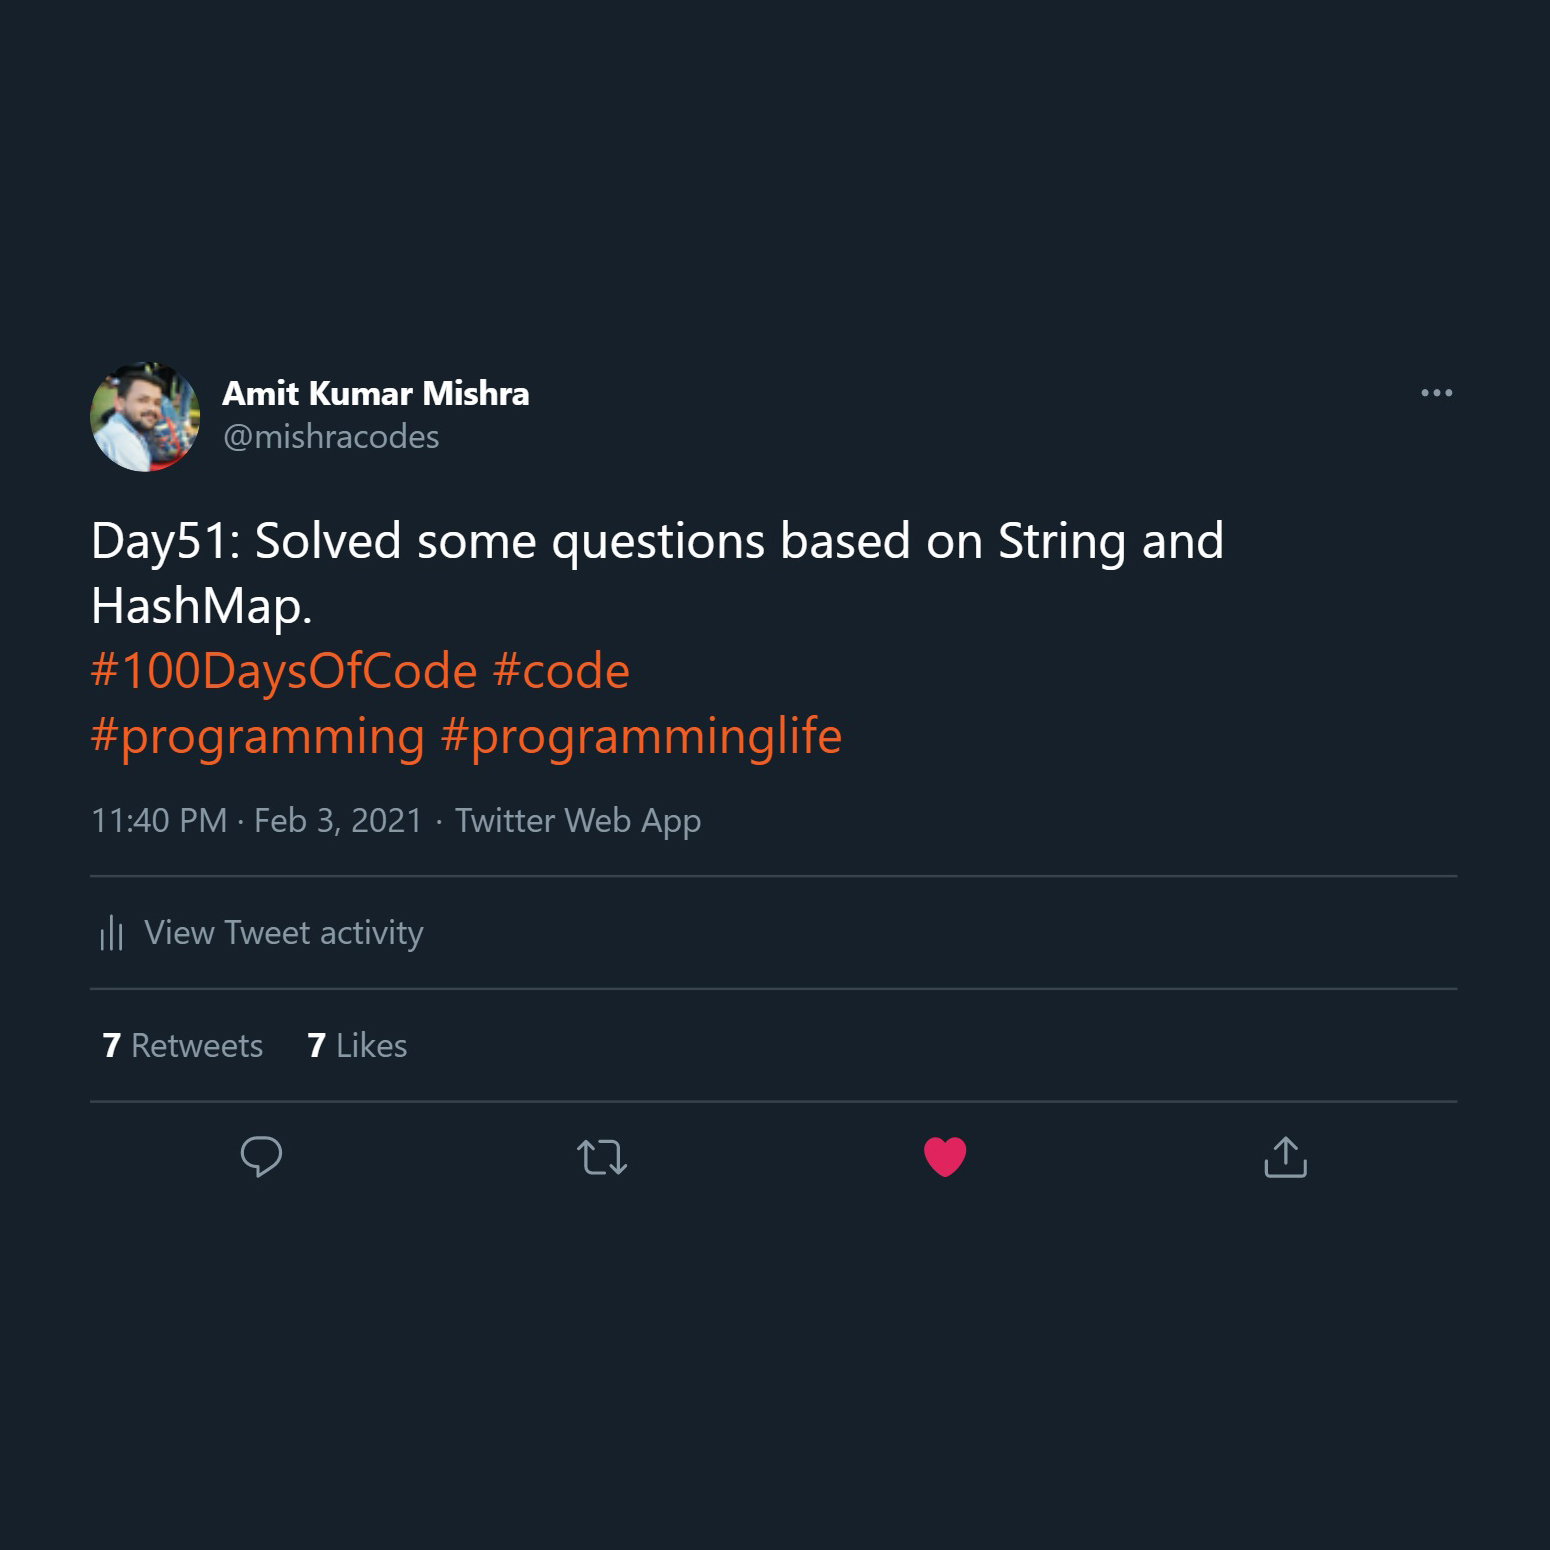 Amit Kumar Mishra
@mishracodes
Day51: Solved some questions based on String and
HashMap.
#100DaysOfCode #code
#programming #programminglife
11:40 PM · Feb 3, 2021 · Twitter Web App
View Tweet activity
7 Retweets 7 Likes